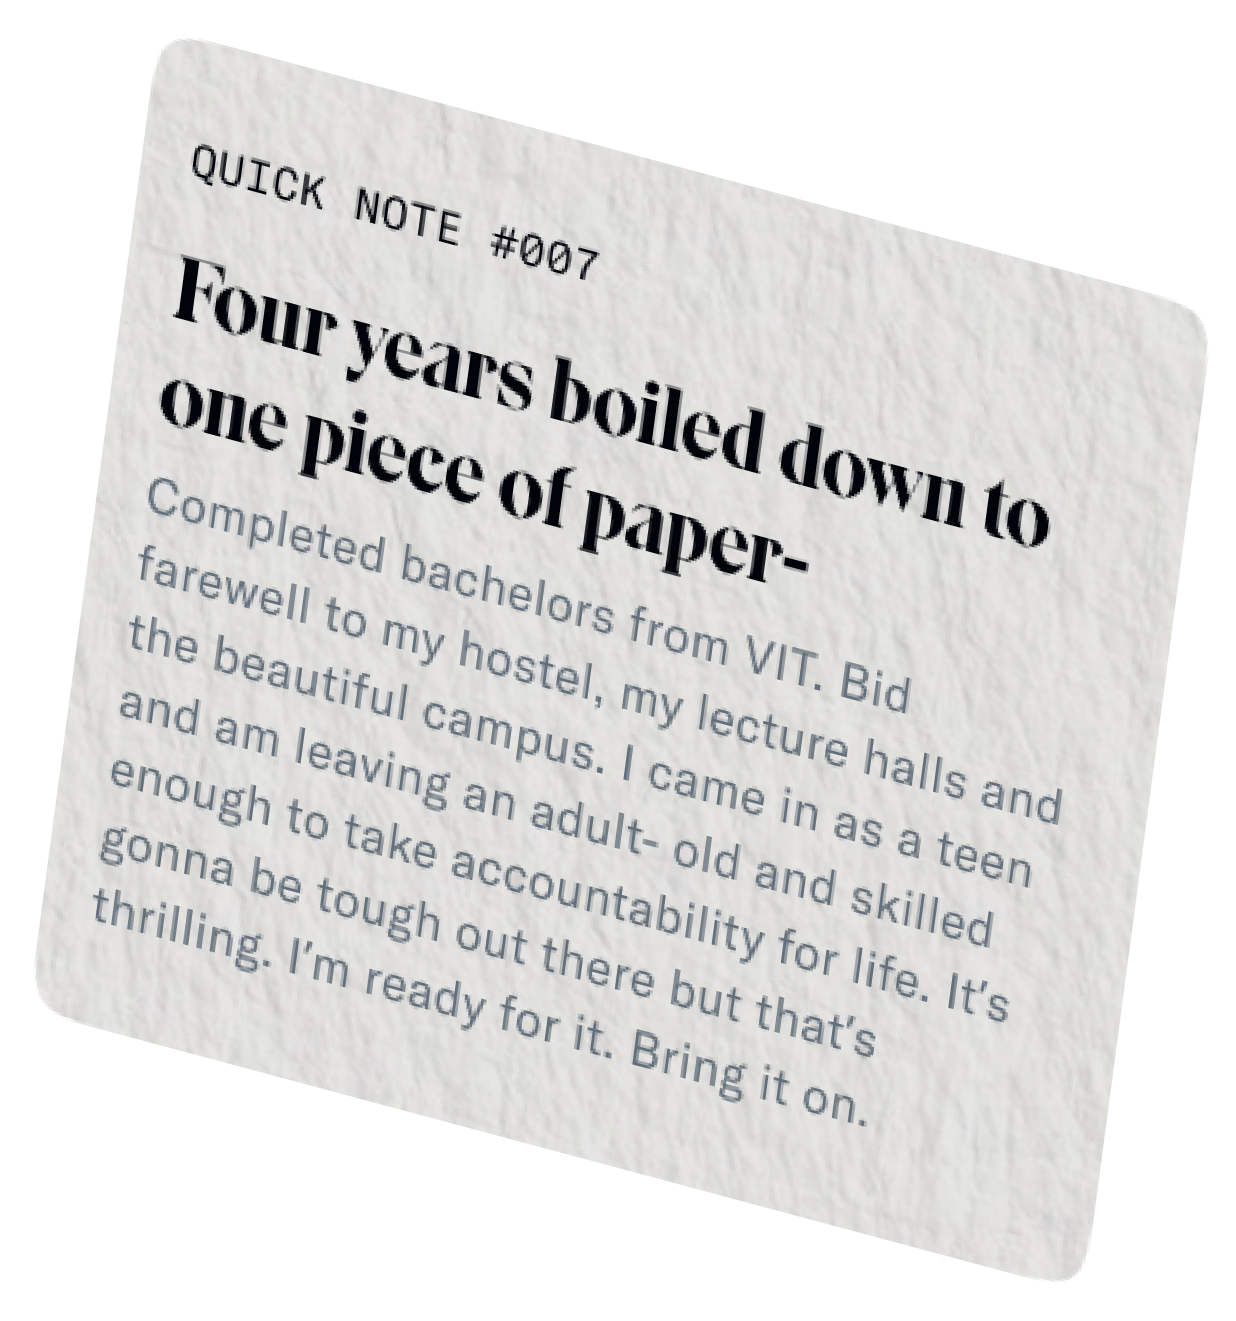 QUICK NOTE #007
Four years boiled down to
one piece of paper-
Completed bachelors from VIT. Bid
farewell to my hostel, my lecture halls and
the beautiful campus. I came in as a teen
and am leaving an adult- old and skilled
enough to take accountability for life. It's
gonna be tough out there but that's
thrilling. I'm ready for it. Bring it on.